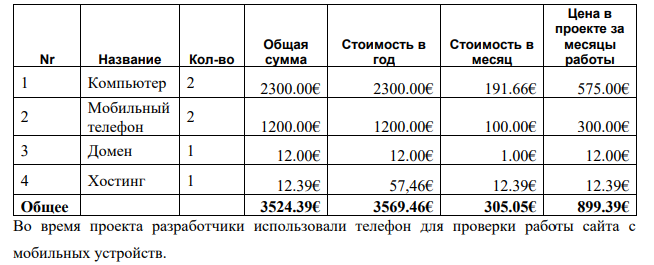 Nr Название Кол-во Общая сумма Стоимость в год Стоимость в месяц Цена в проекте за месяцы работы
1 Компьютер 2 2300.00€ 2300.00€ 191.66€ 575.00€
2 Мобильный телефон 2 1200.00€ 1200.00€ 100.00€ 300.00€
3 Домен 1 12.00€ 12.00€ 1.00€ 12.00€
4 Хостинг 1 12.39€ 57,46€ 12.39€ 12.39€
Общее 3524.39€ 3569.46€ 305.05€ 899.39€
Во время проекта разработчики использовали телефон для проверки работы сайта с
мобильных устройств.